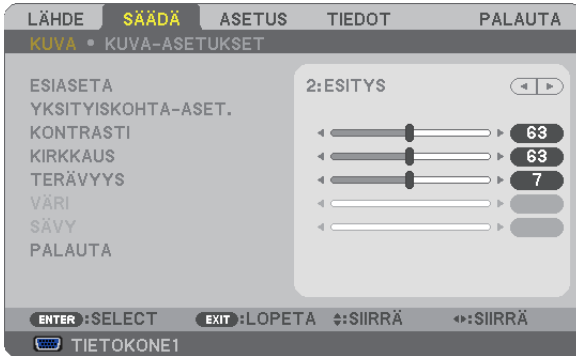 LÄHDE SÄÄDÄ ASETUS TIEDOT PALAUTA
KUVA • KUVA-ASETUKSET
ESIASETA 2:ESITYS
YKSITYISKOHTA-ASET.
KONTRASTI 63
KIRKKAUS 63
TERÄVYYS 7
VÄRI
SÄVY
PALAUTA
ENTER :SELECT EXIT :LOPETA :SIIRRÄ :SIIRRÄ
TIETOKONE1